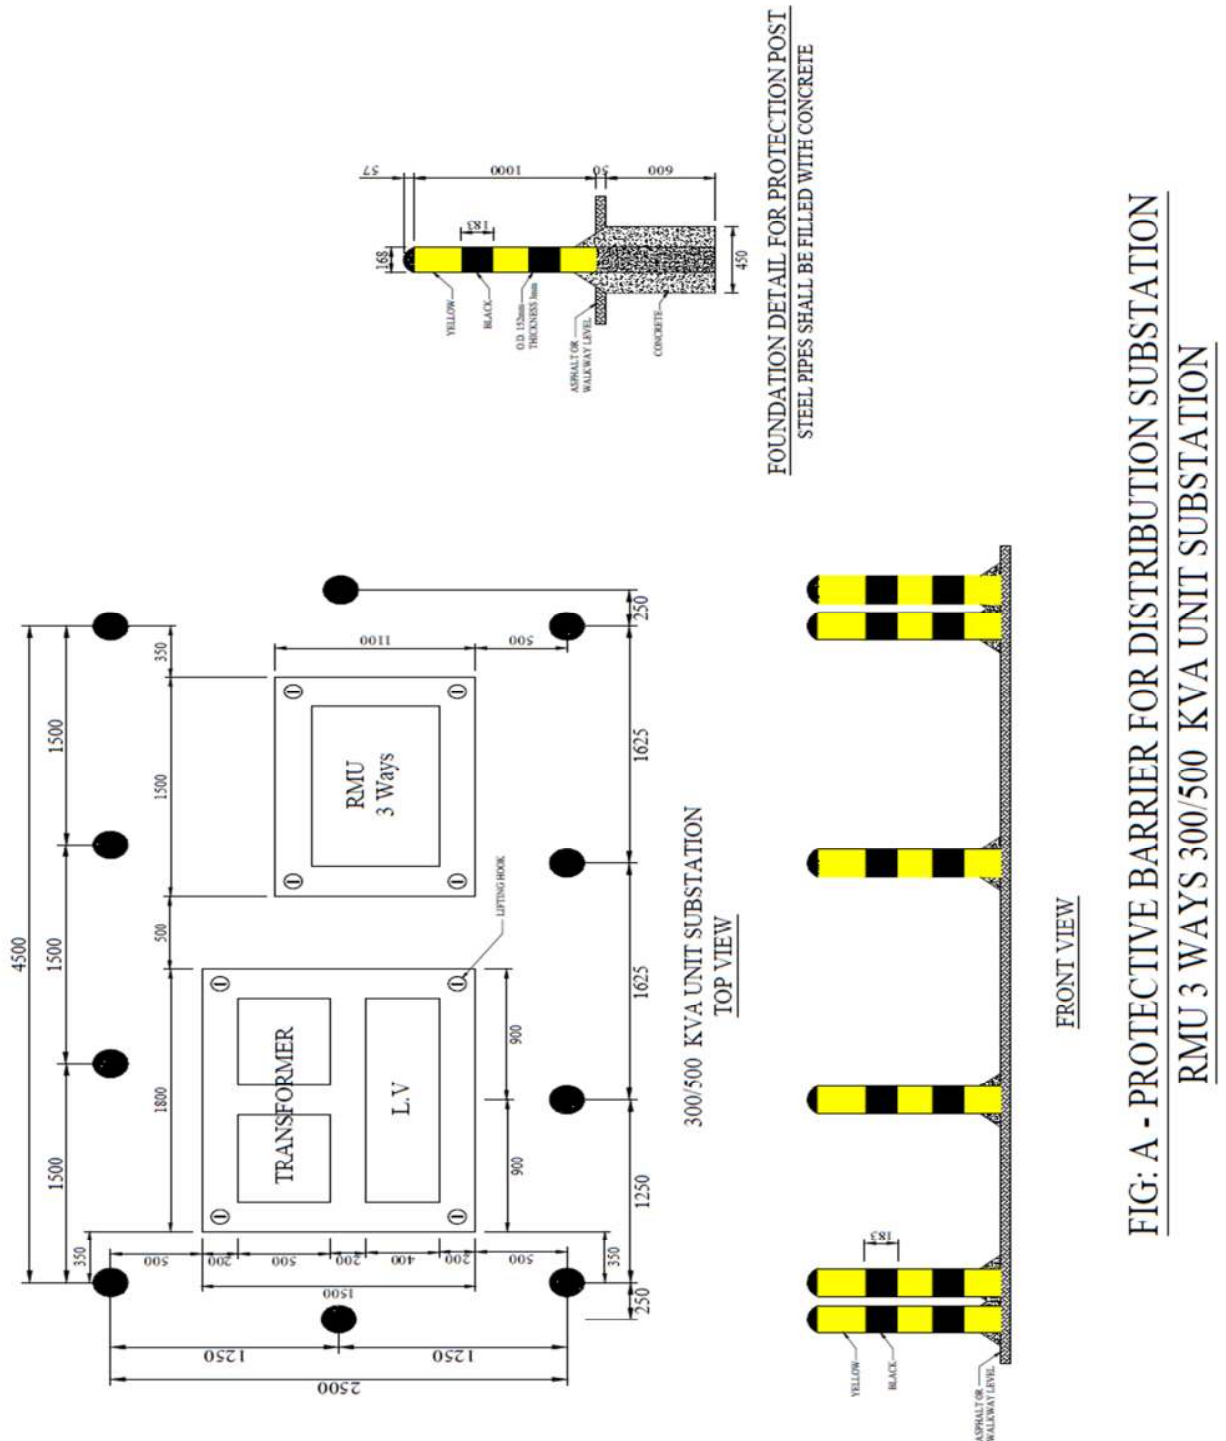 4500
1500
1500
1500
350
1800
500
1500
350
TRANSFORMER
L.V
RMU
3 Ways
LIFTING HOOK
500
200
500
200
400
200
500
1500
1250
1250
2500
1100
500
900
900
350
250
1250
1625
1625
250
300/500 KVA UNIT SUBSTATION
TOP VIEW
57
1000
50
600
168
183
450
YELLOW
BLACK
O.D. 152mm
THICKNESS 3mm
ASPHALT OR
WALKWAY LEVEL
CONCRETE
FOUNDATION DETAIL FOR PROTECTION POST
STEEL PIPES SHALL BE FILLED WITH CONCRETE
183
YELLOW
BLACK
ASPHALT OR
WALKWAY LEVEL
FRONT VIEW
FIG: A - PROTECTIVE BARRIER FOR DISTRIBUTION SUBSTATION
RMU 3 WAYS 300/500 KVA UNIT SUBSTATION